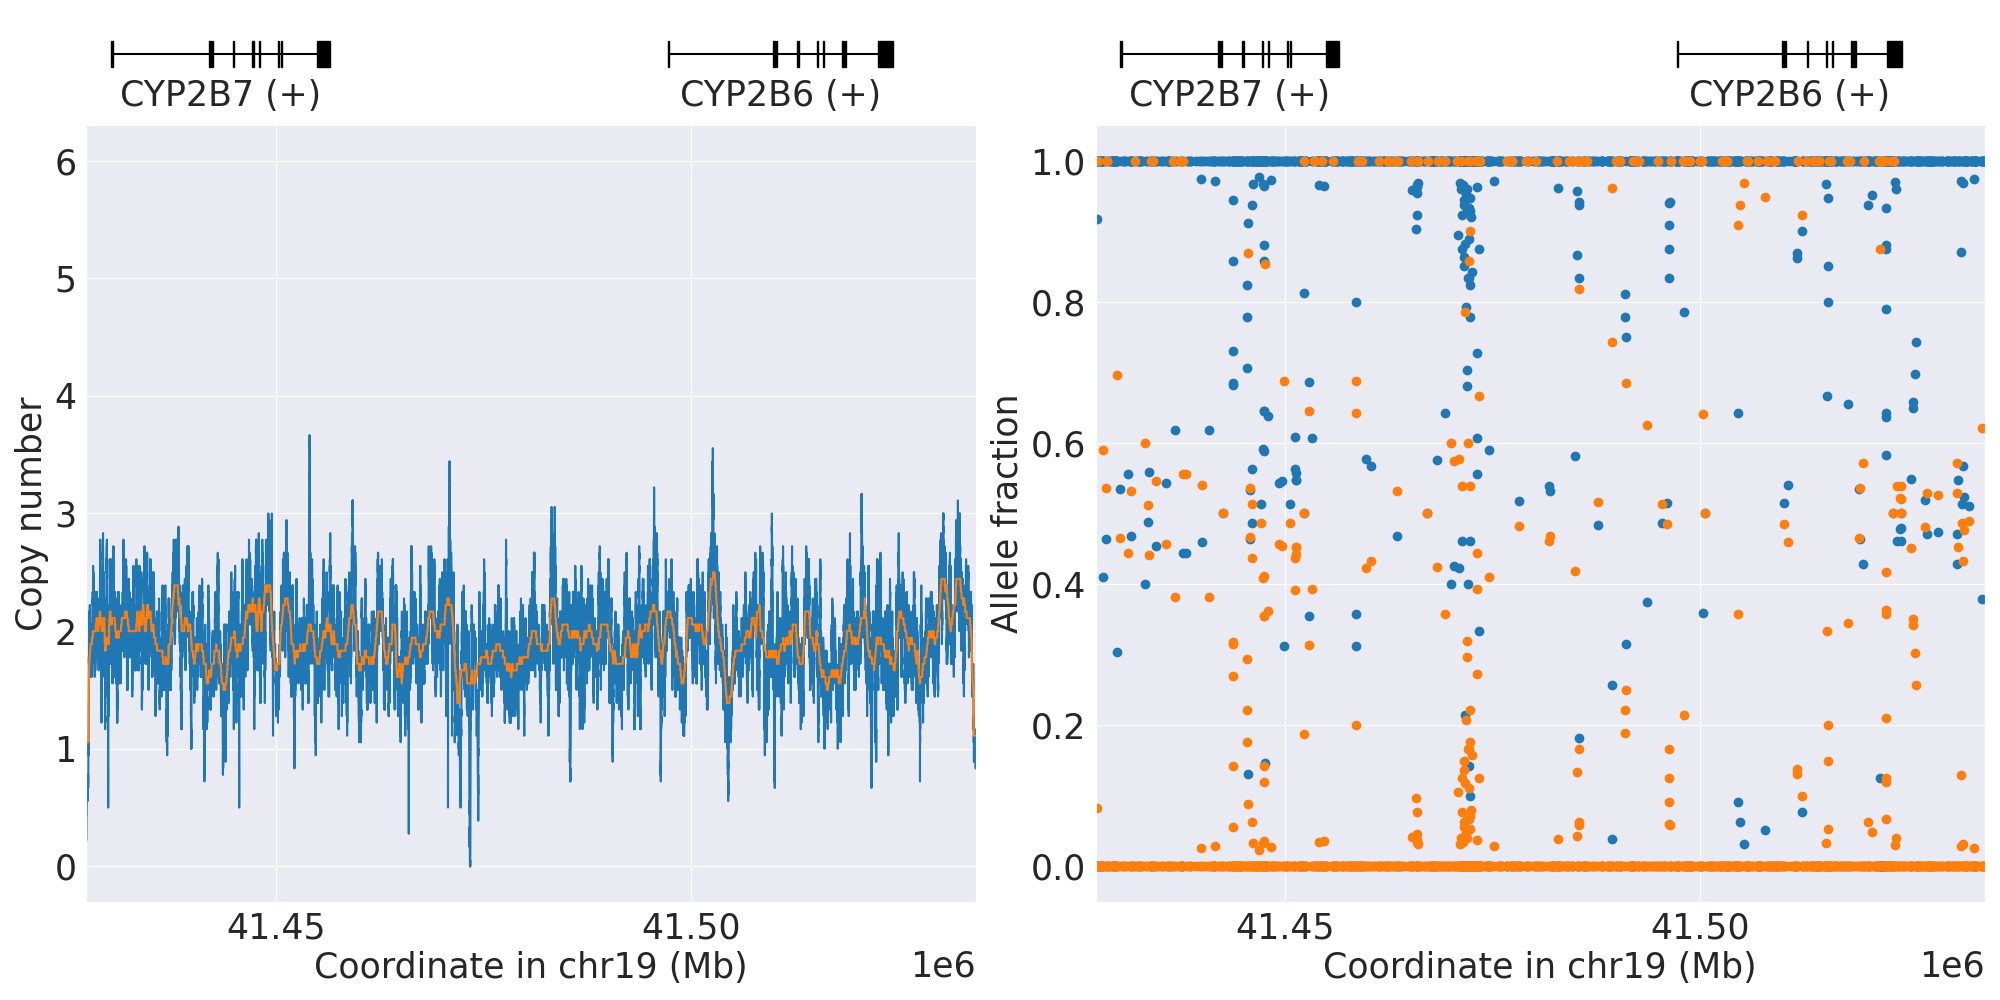 CYP2B7 (+)
CYP2B6 (+)
6
5
4
3
2
1
0
Copy number
41.45
41.50
Coordinate in chr19 (Mb)
1e6
CYP2B7 (+)
CYP2B6 (+)
1.0
0.8
0.6
0.4
0.2
0.0
Allele fraction
41.45
41.50
Coordinate in chr19 (Mb)
1e6